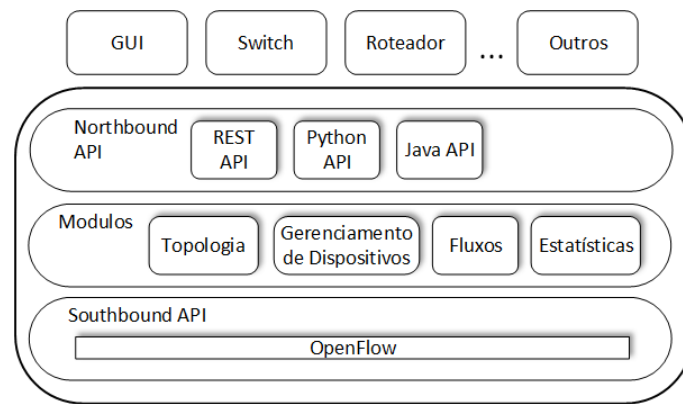 GUI
Switch
Roteador
...
Outros
Northbound
API
REST
API
Python
API
Java API
Modulos
Topologia
Gerenciamento
de Dispositivos
Fluxos
Estatísticas
Southbound API
OpenFlow